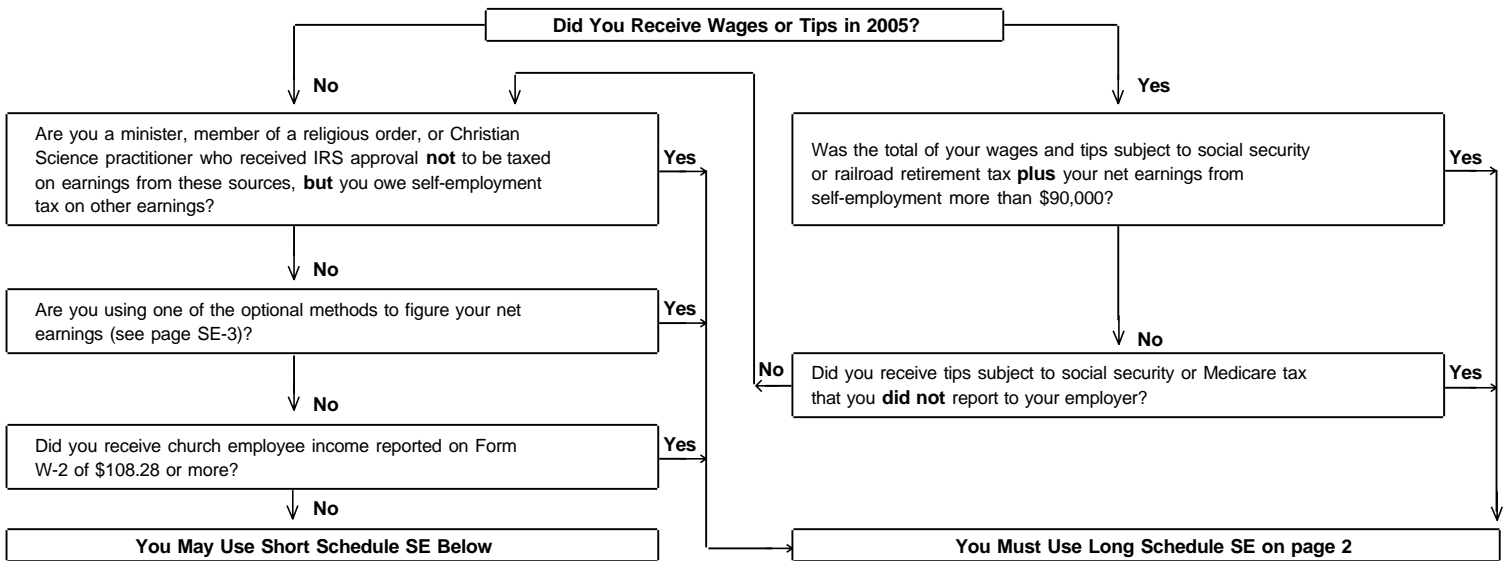 Did You Receive Wages or Tips in 2005?
No
Yes
Are you a minister, member of a religious order, or Christian
Science practitioner who received IRS approval not to be taxed
on earnings from these sources, but you owe self-employment
tax on other earnings?
Yes
Was the total of your wages and tips subject to social security
or railroad retirement tax plus your net earnings from
self-employment more than $90,000?
Yes
No
Are you using one of the optional methods to figure your net
earnings (see page SE-3)?
Yes
No
No
Did you receive tips subject to social security or Medicare tax
that you did not report to your employer?
Yes
No
Did you receive church employee income reported on Form
W-2 of $108.28 or more?
Yes
No
You May Use Short Schedule SE Below
You Must Use Long Schedule SE on page 2